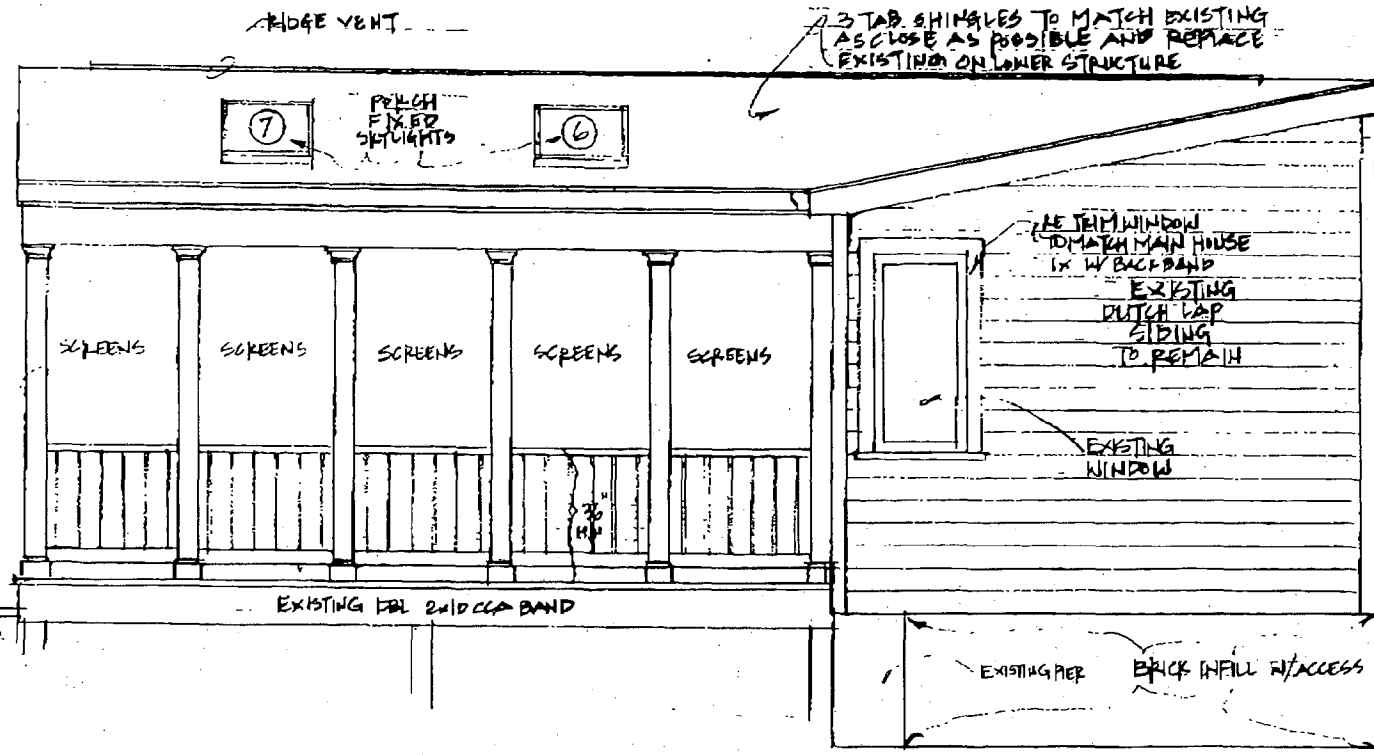 RIDGE VENT
3 TAB SHINGLES TO MATCH EXISTING
AS CLOSE AS POSSIBLE AND REPLACE
EXISTING ON LOWER STRUCTURE
PORCH
FIXED
SKYLIGHTS
7
6
RE TRIM WINDOW
TO MATCH MAIN HOUSE
1x W/ BACKBAND
EXISTING
DUTCH LAP
SIDING
TO REMAIN
SCREENS
SCREENS
SCREENS
SCREENS
SCREENS
EXISTING
WINDOW
36"
EXISTING DBL 2x10 CCA BAND
EXISTING PIER
BRICK INFILL W/ACCESS